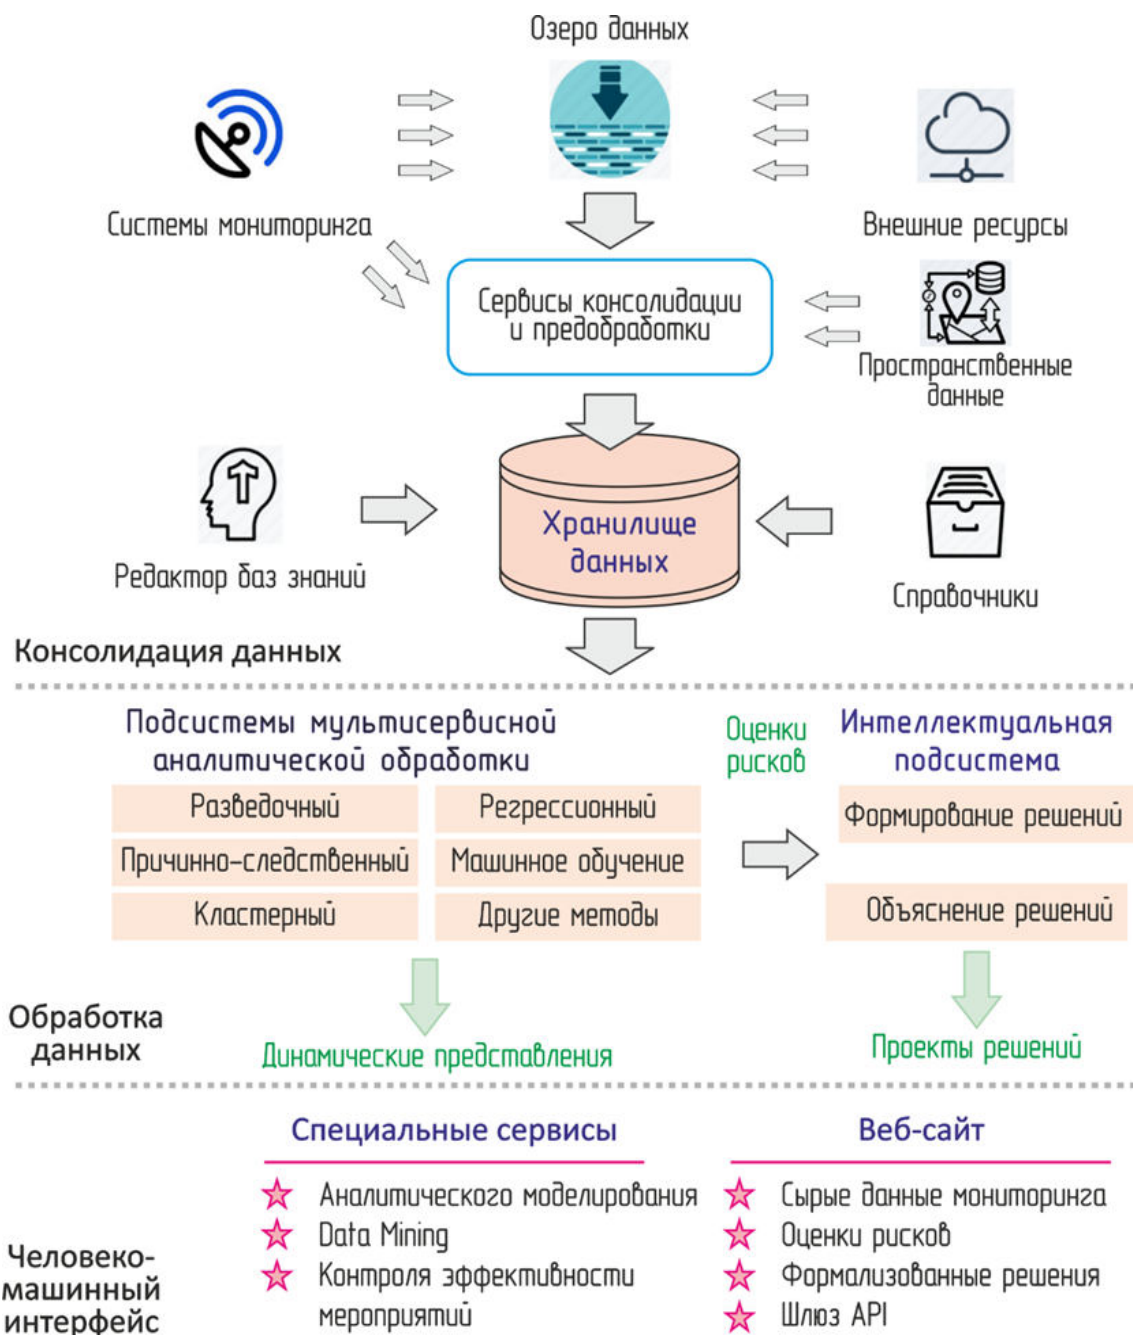 Озеро данных
Системы мониторинга
Внешние ресурсы
Сервисы консолидации
и предобработки
Пространственные
данные
Редактор баз знаний
Хранилище
данных
Справочники
Консолидация данных
Подсистемы мультисервисной
аналитической обработки
Оценки
рисков
Интеллектуальная
подсистема
Разведочный
Регрессионный
Формирование решений
Причинно-следственный
Машинное обучение
Кластерный
Другие методы
Объяснение решений
Обработка
данных
Динамические представления
Проекты решений
Специальные сервисы
Аналитического моделирования
Data Mining
Контроля эффективности
мероприятий
Веб-сайт
Сырые данные мониторинга
Оценки рисков
Формализованные решения
Шлюз API
Человеко-
машинный
интерфейс